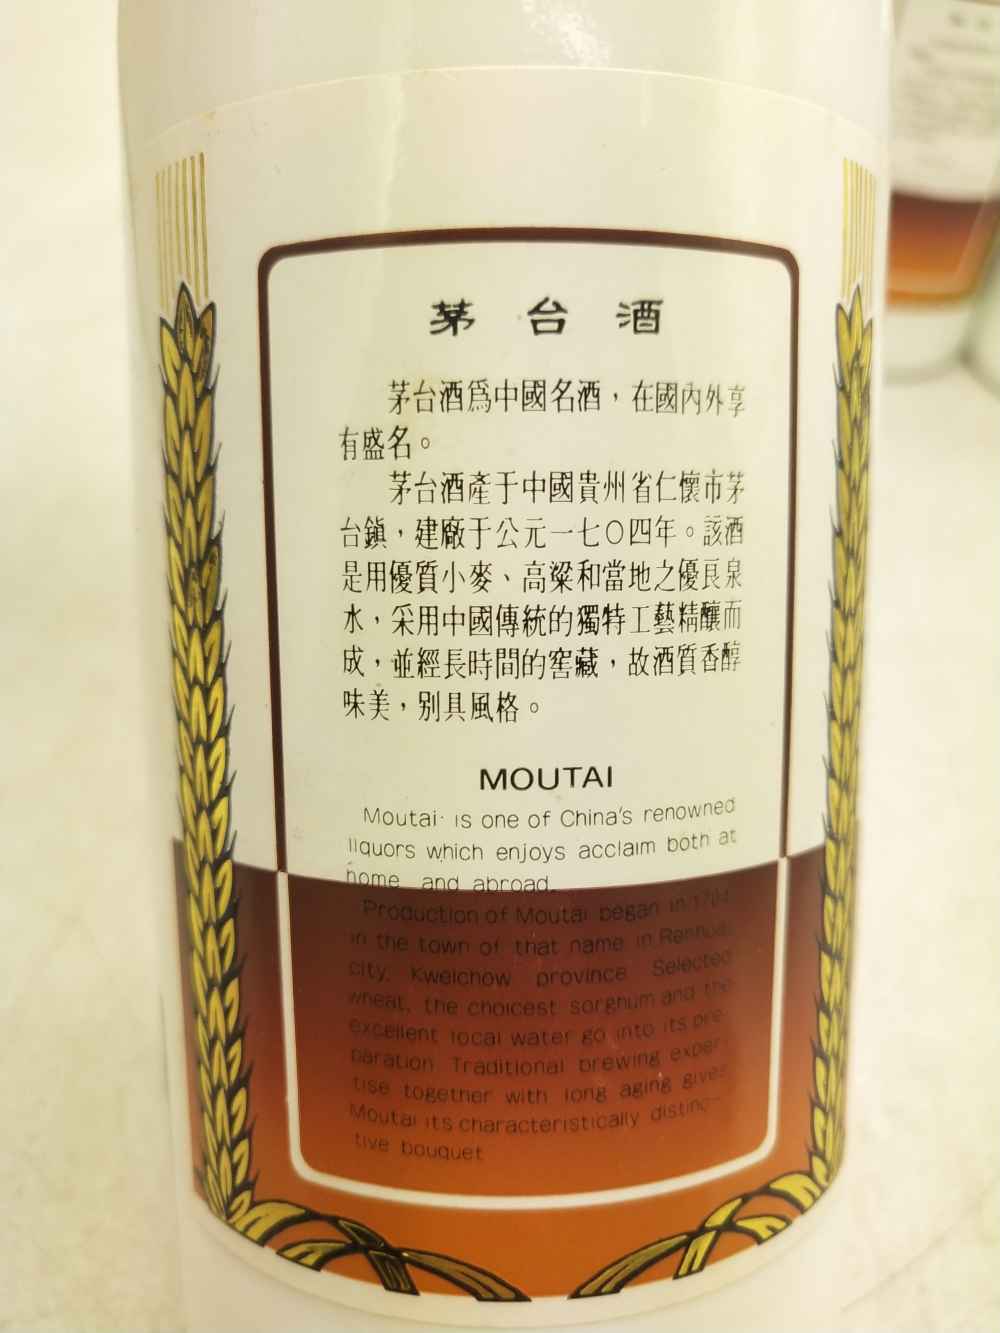 茅台酒
茅台酒爲中國名酒，在國內外享
有盛名。
茅台酒產于中國貴州省仁懷市茅
台鎮，建廠于公元一七〇四年。該酒
是用優質小麥、高粱和當地之優良泉
水，采用中國傳統的獨特工藝精釀而
成，並經長時間的窖藏，故酒質香醇
味美，别具風格。
MOUTAI
Moutai is one of China's renowned
liquors which enjoys acclaim both at
home and abroad.
Production of Moutai began in 1704
in the town of that name in Renhuai
city. Kweichow province Selected
wheat, the choicest sorghum and the
excellent local water go into its pre-
paration Traditional brewing exper-
tise together with long aging gives
Moutai its characteristically distinc-
tive bouquet